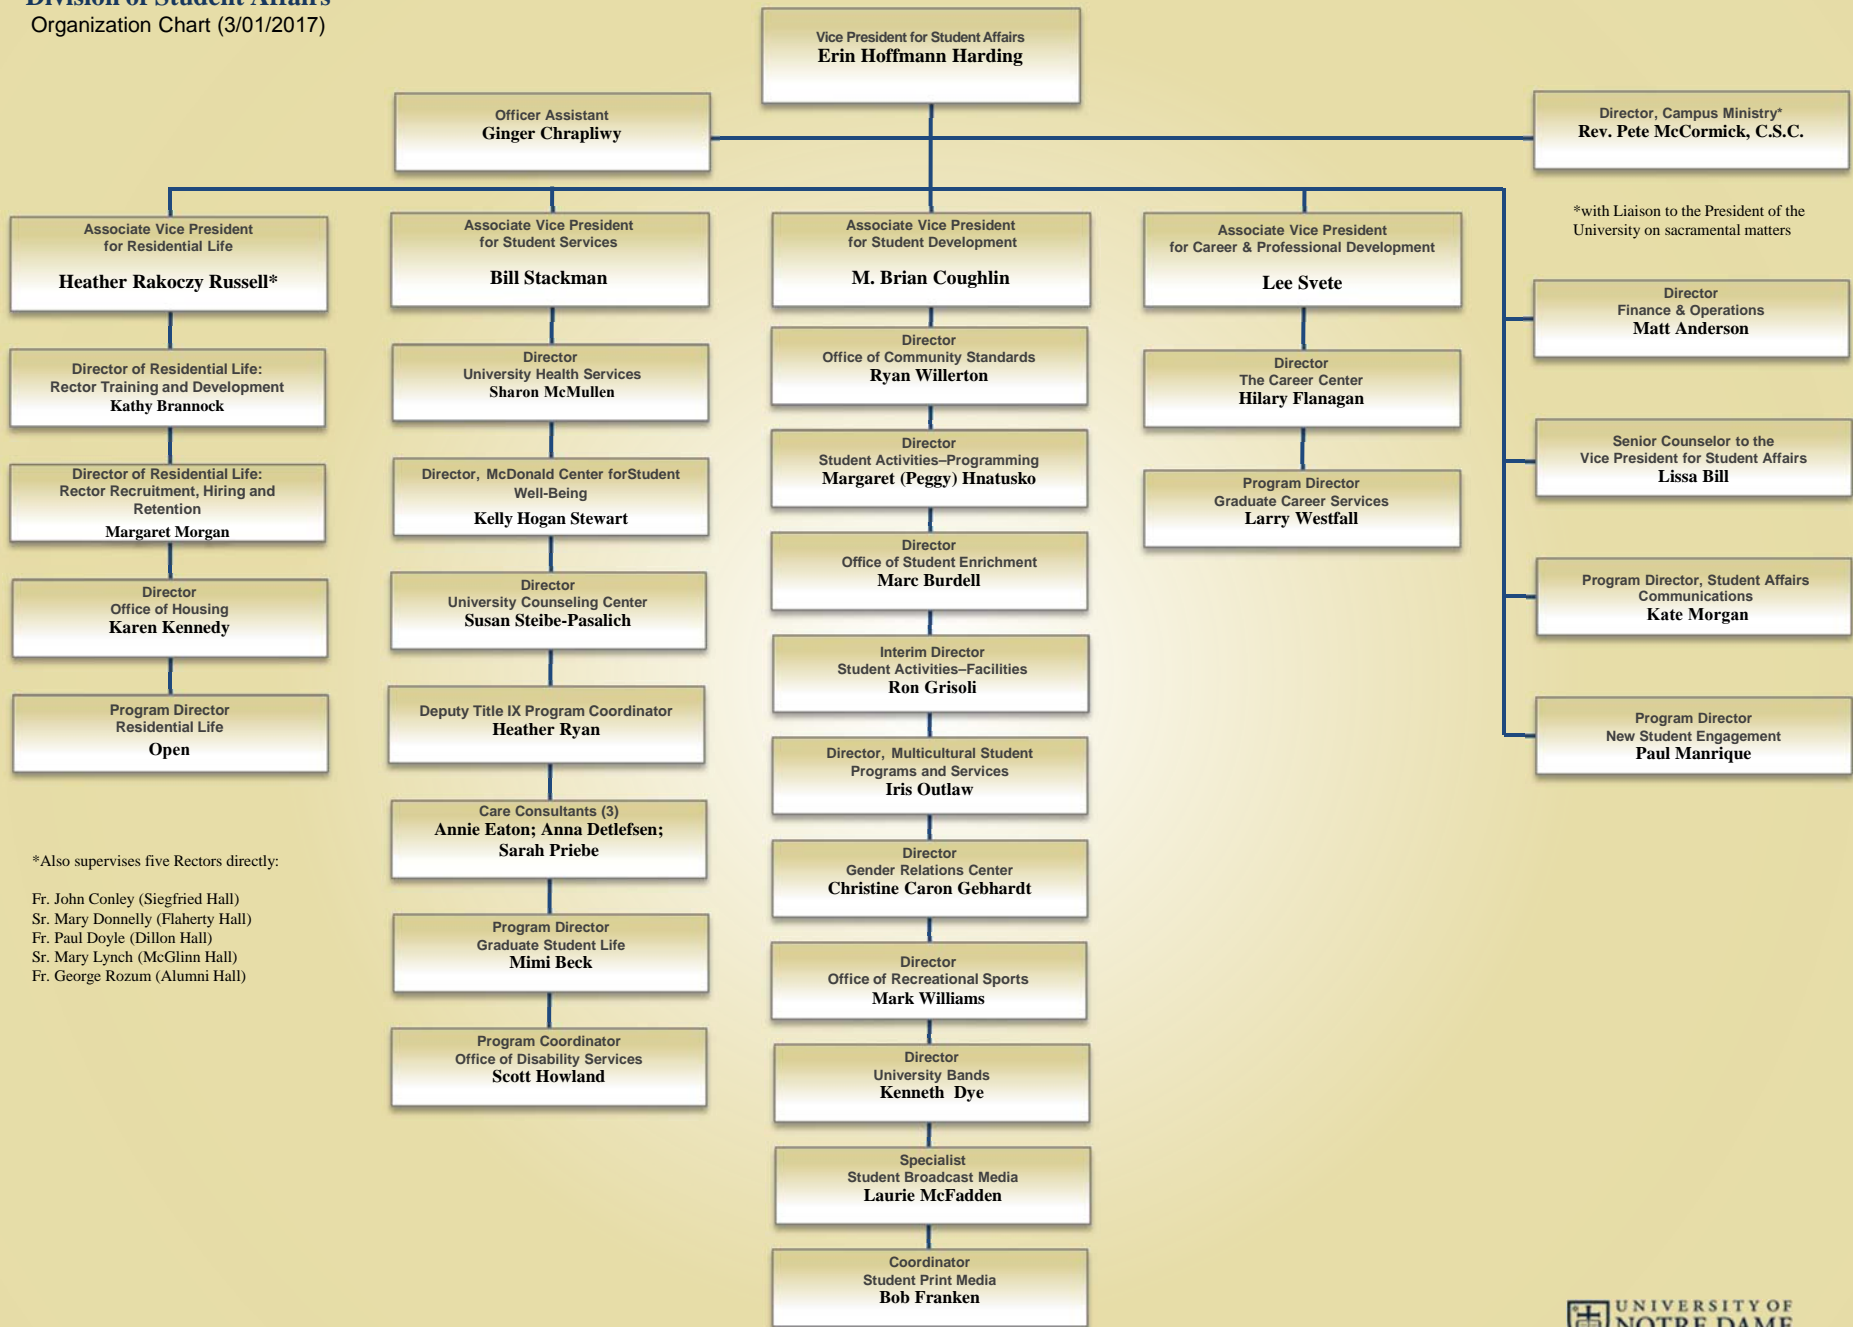 Division of Student Affairs
Organization Chart (3/01/2017)
Vice President for Student Affairs
Erin Hoffmann Harding
Officer Assistant
Ginger Chrapliwy
Director, Campus Ministry*
Rev. Pete McCormick, C.S.C.
*with Liaison to the President of the
University on sacramental matters
Associate Vice President
for Residential Life
Heather Rakoczy Russell*
Director of Residential Life:
Rector Training and Development
Kathy Brannock
Director of Residential Life:
Rector Recruitment, Hiring and
Retention
Margaret Morgan
Director
Office of Housing
Karen Kennedy
Program Director
Residential Life
Open
*Also supervises five Rectors directly:
Fr. John Conley (Siegfried Hall)
Sr. Mary Donnelly (Flaherty Hall)
Fr. Paul Doyle (Dillon Hall)
Sr. Mary Lynch (McGlinn Hall)
Fr. George Rozum (Alumni Hall)
Associate Vice President
for Student Services
Bill Stackman
Director
University Health Services
Sharon McMullen
Director, McDonald Center forStudent
Well-Being
Kelly Hogan Stewart
Director
University Counseling Center
Susan Steibe-Pasalich
Deputy Title IX Program Coordinator
Heather Ryan
Care Consultants (3)
Annie Eaton; Anna Detlefsen;
Sarah Priebe
Program Director
Graduate Student Life
Mimi Beck
Program Coordinator
Office of Disability Services
Scott Howland
Associate Vice President
for Student Development
M. Brian Coughlin
Director
Office of Community Standards
Ryan Willerton
Director
Student Activities–Programming
Margaret (Peggy) Hnatusko
Director
Office of Student Enrichment
Marc Burdell
Interim Director
Student Activities–Facilities
Ron Grisoli
Director, Multicultural Student
Programs and Services
Iris Outlaw
Director
Gender Relations Center
Christine Caron Gebhardt
Director
Office of Recreational Sports
Mark Williams
Director
University Bands
Kenneth Dye
Specialist
Student Broadcast Media
Laurie McFadden
Coordinator
Student Print Media
Bob Franken
Associate Vice President
for Career & Professional Development
Lee Svete
Director
The Career Center
Hilary Flanagan
Program Director
Graduate Career Services
Larry Westfall
Director
Finance & Operations
Matt Anderson
Senior Counselor to the
Vice President for Student Affairs
Lissa Bill
Program Director, Student Affairs
Communications
Kate Morgan
Program Director
New Student Engagement
Paul Manrique
UNIVERSITY OF
NOTRE DAME